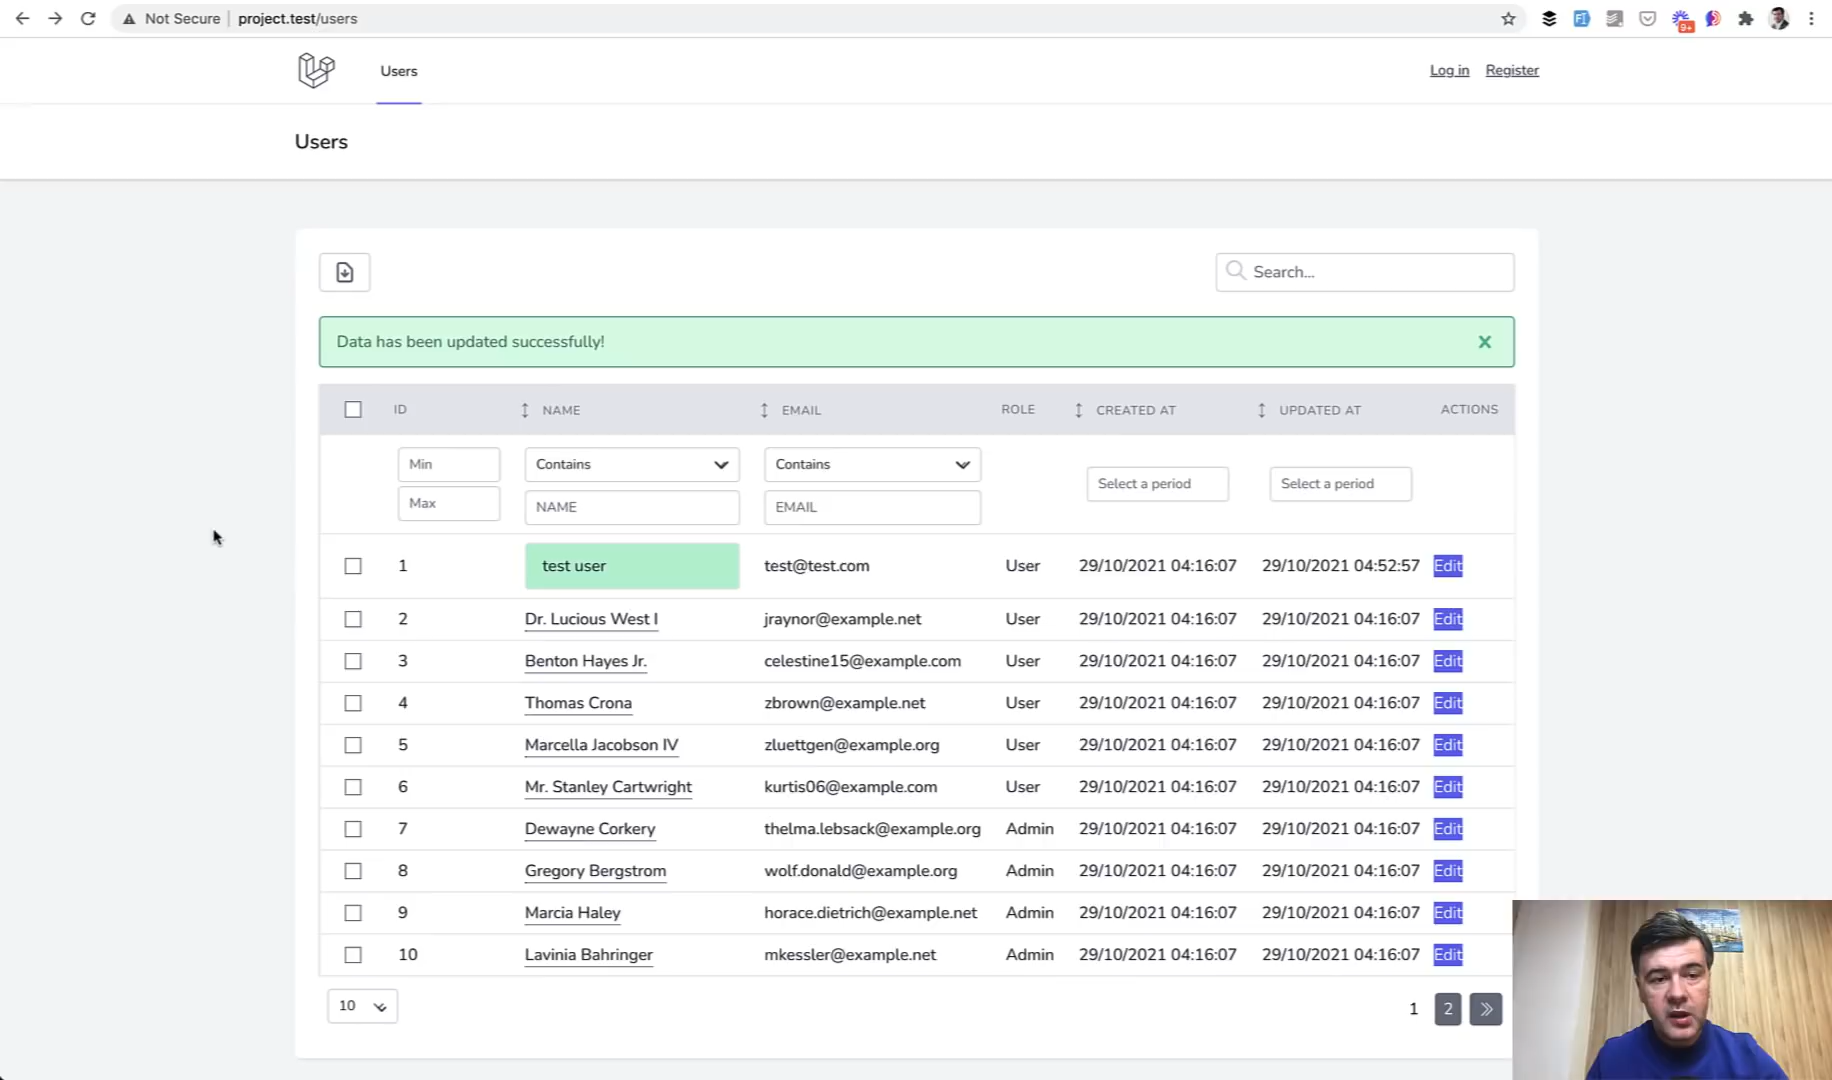 Not Secure | project.test/users
9+
Users
Log in Register
Users
Search...
Data has been updated successfully!
ID NAME EMAIL ROLE CREATED AT UPDATED AT ACTIONS
Min Contains Contains
Select a period Select a period
Max NAME EMAIL
1 test user test@test.com User 29/10/2021 04:16:07 29/10/2021 04:52:57 Edit
2 Dr. Lucious West I jraynor@example.net User 29/10/2021 04:16:07 29/10/2021 04:16:07 Edit
3 Benton Hayes Jr. celestine15@example.com User 29/10/2021 04:16:07 29/10/2021 04:16:07 Edit
4 Thomas Crona zbrown@example.net User 29/10/2021 04:16:07 29/10/2021 04:16:07 Edit
5 Marcella Jacobson IV zluettgen@example.org User 29/10/2021 04:16:07 29/10/2021 04:16:07 Edit
6 Mr. Stanley Cartwright kurtis06@example.com User 29/10/2021 04:16:07 29/10/2021 04:16:07 Edit
7 Dewayne Corkery thelma.lebsack@example.org Admin 29/10/2021 04:16:07 29/10/2021 04:16:07 Edit
8 Gregory Bergstrom wolf.donald@example.org Admin 29/10/2021 04:16:07 29/10/2021 04:16:07 Edit
9 Marcia Haley horace.dietrich@example.net Admin 29/10/2021 04:16:07 29/10/2021 04:16:07 Edit
10 Lavinia Bahringer mkessler@example.net Admin 29/10/2021 04:16:07 29/10/2021 04:16:07 Edit
10 1 2